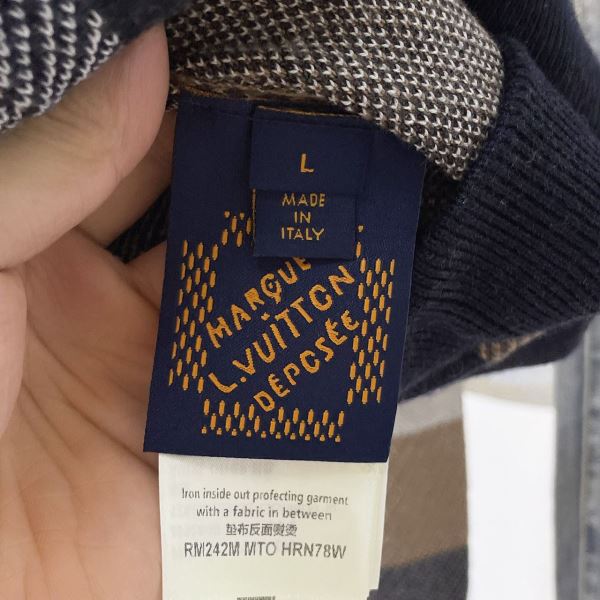 L
MADE
IN
ITALY
MARQUE
L.VUITTON
DÉPOSÉE
Iron inside out profecting garment
with a fabric in between
垫布反面熨烫
RM242M MTO HRN78W